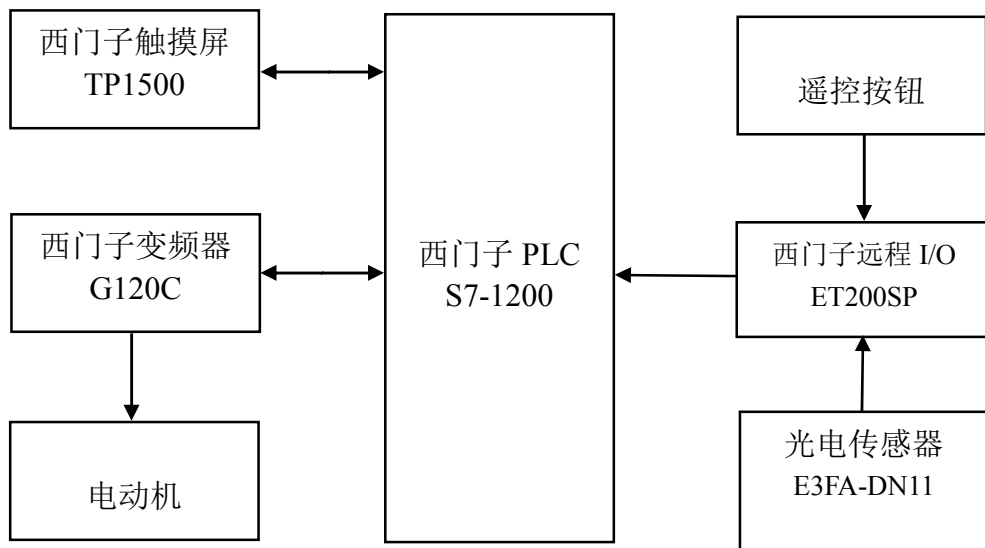 西门子触摸屏
TP1500
西门子变频器
G120C
电动机
西门子 PLC
S7-1200
遥控按钮
西门子远程 I/O
ET200SP
光电传感器
E3FA-DN11